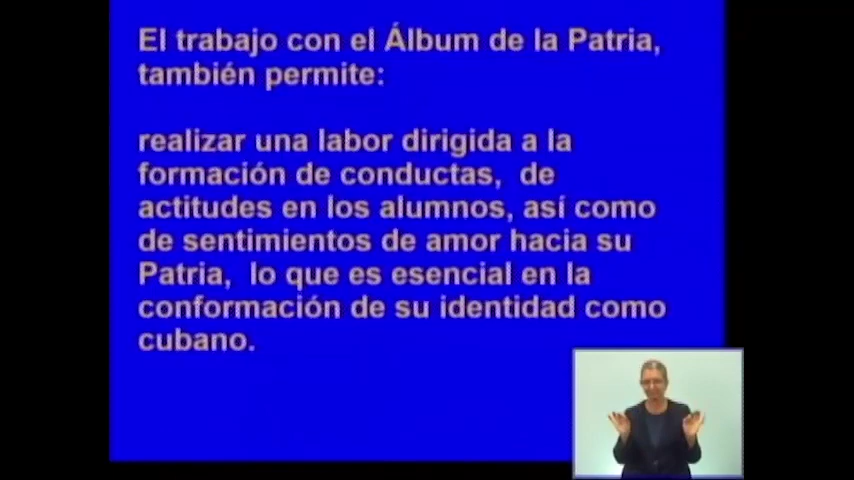 El trabajo con el Álbum de la Patria,
también permite:
realizar una labor dirigida a la
formación de conductas, de
actitudes en los alumnos, así como
de sentimientos de amor hacia su
Patria, lo que es esencial en la
conformación de su identidad como
cubano.